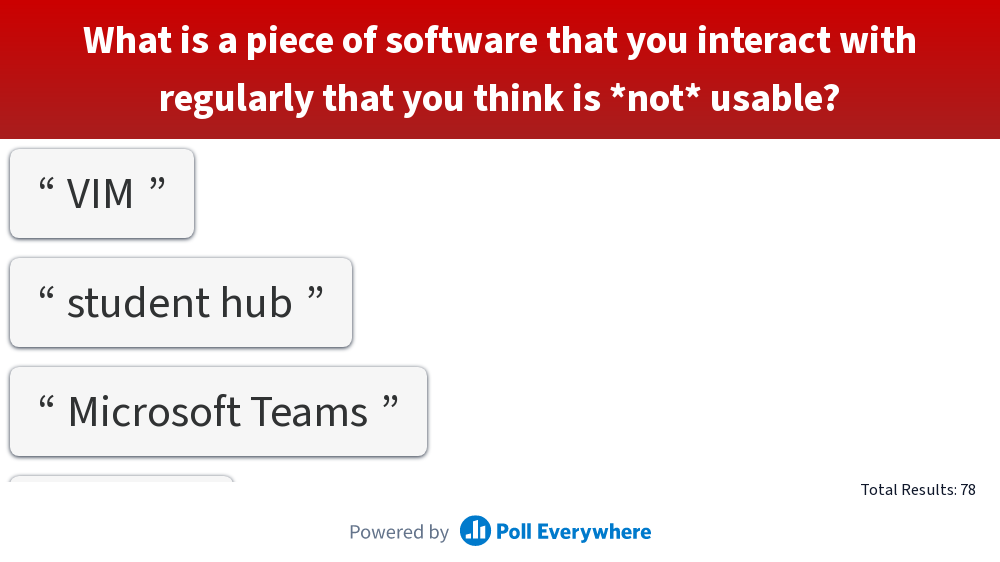 What is a piece of software that you interact with
regularly that you think is *not* usable?
“ VIM ”
“ student hub ”
“ Microsoft Teams ”
Total Results: 78
Powered by Poll Everywhere